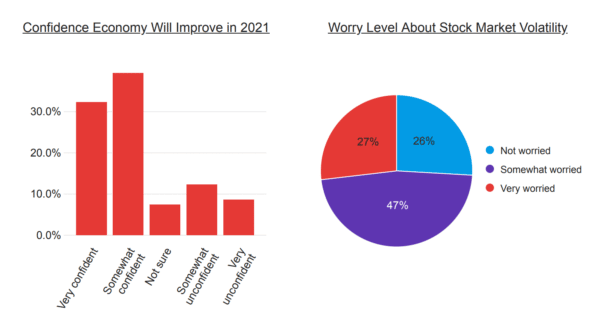 Confidence Economy Will Improve in 2021
30.0%
20.0%
10.0%
0.0%
Very confident
Somewhat
confident
Not sure
Somewhat
unconfident
Very
unconfident
Worry Level About Stock Market Volatility
27%
26%
47%
Not worried
Somewhat worried
Very worried